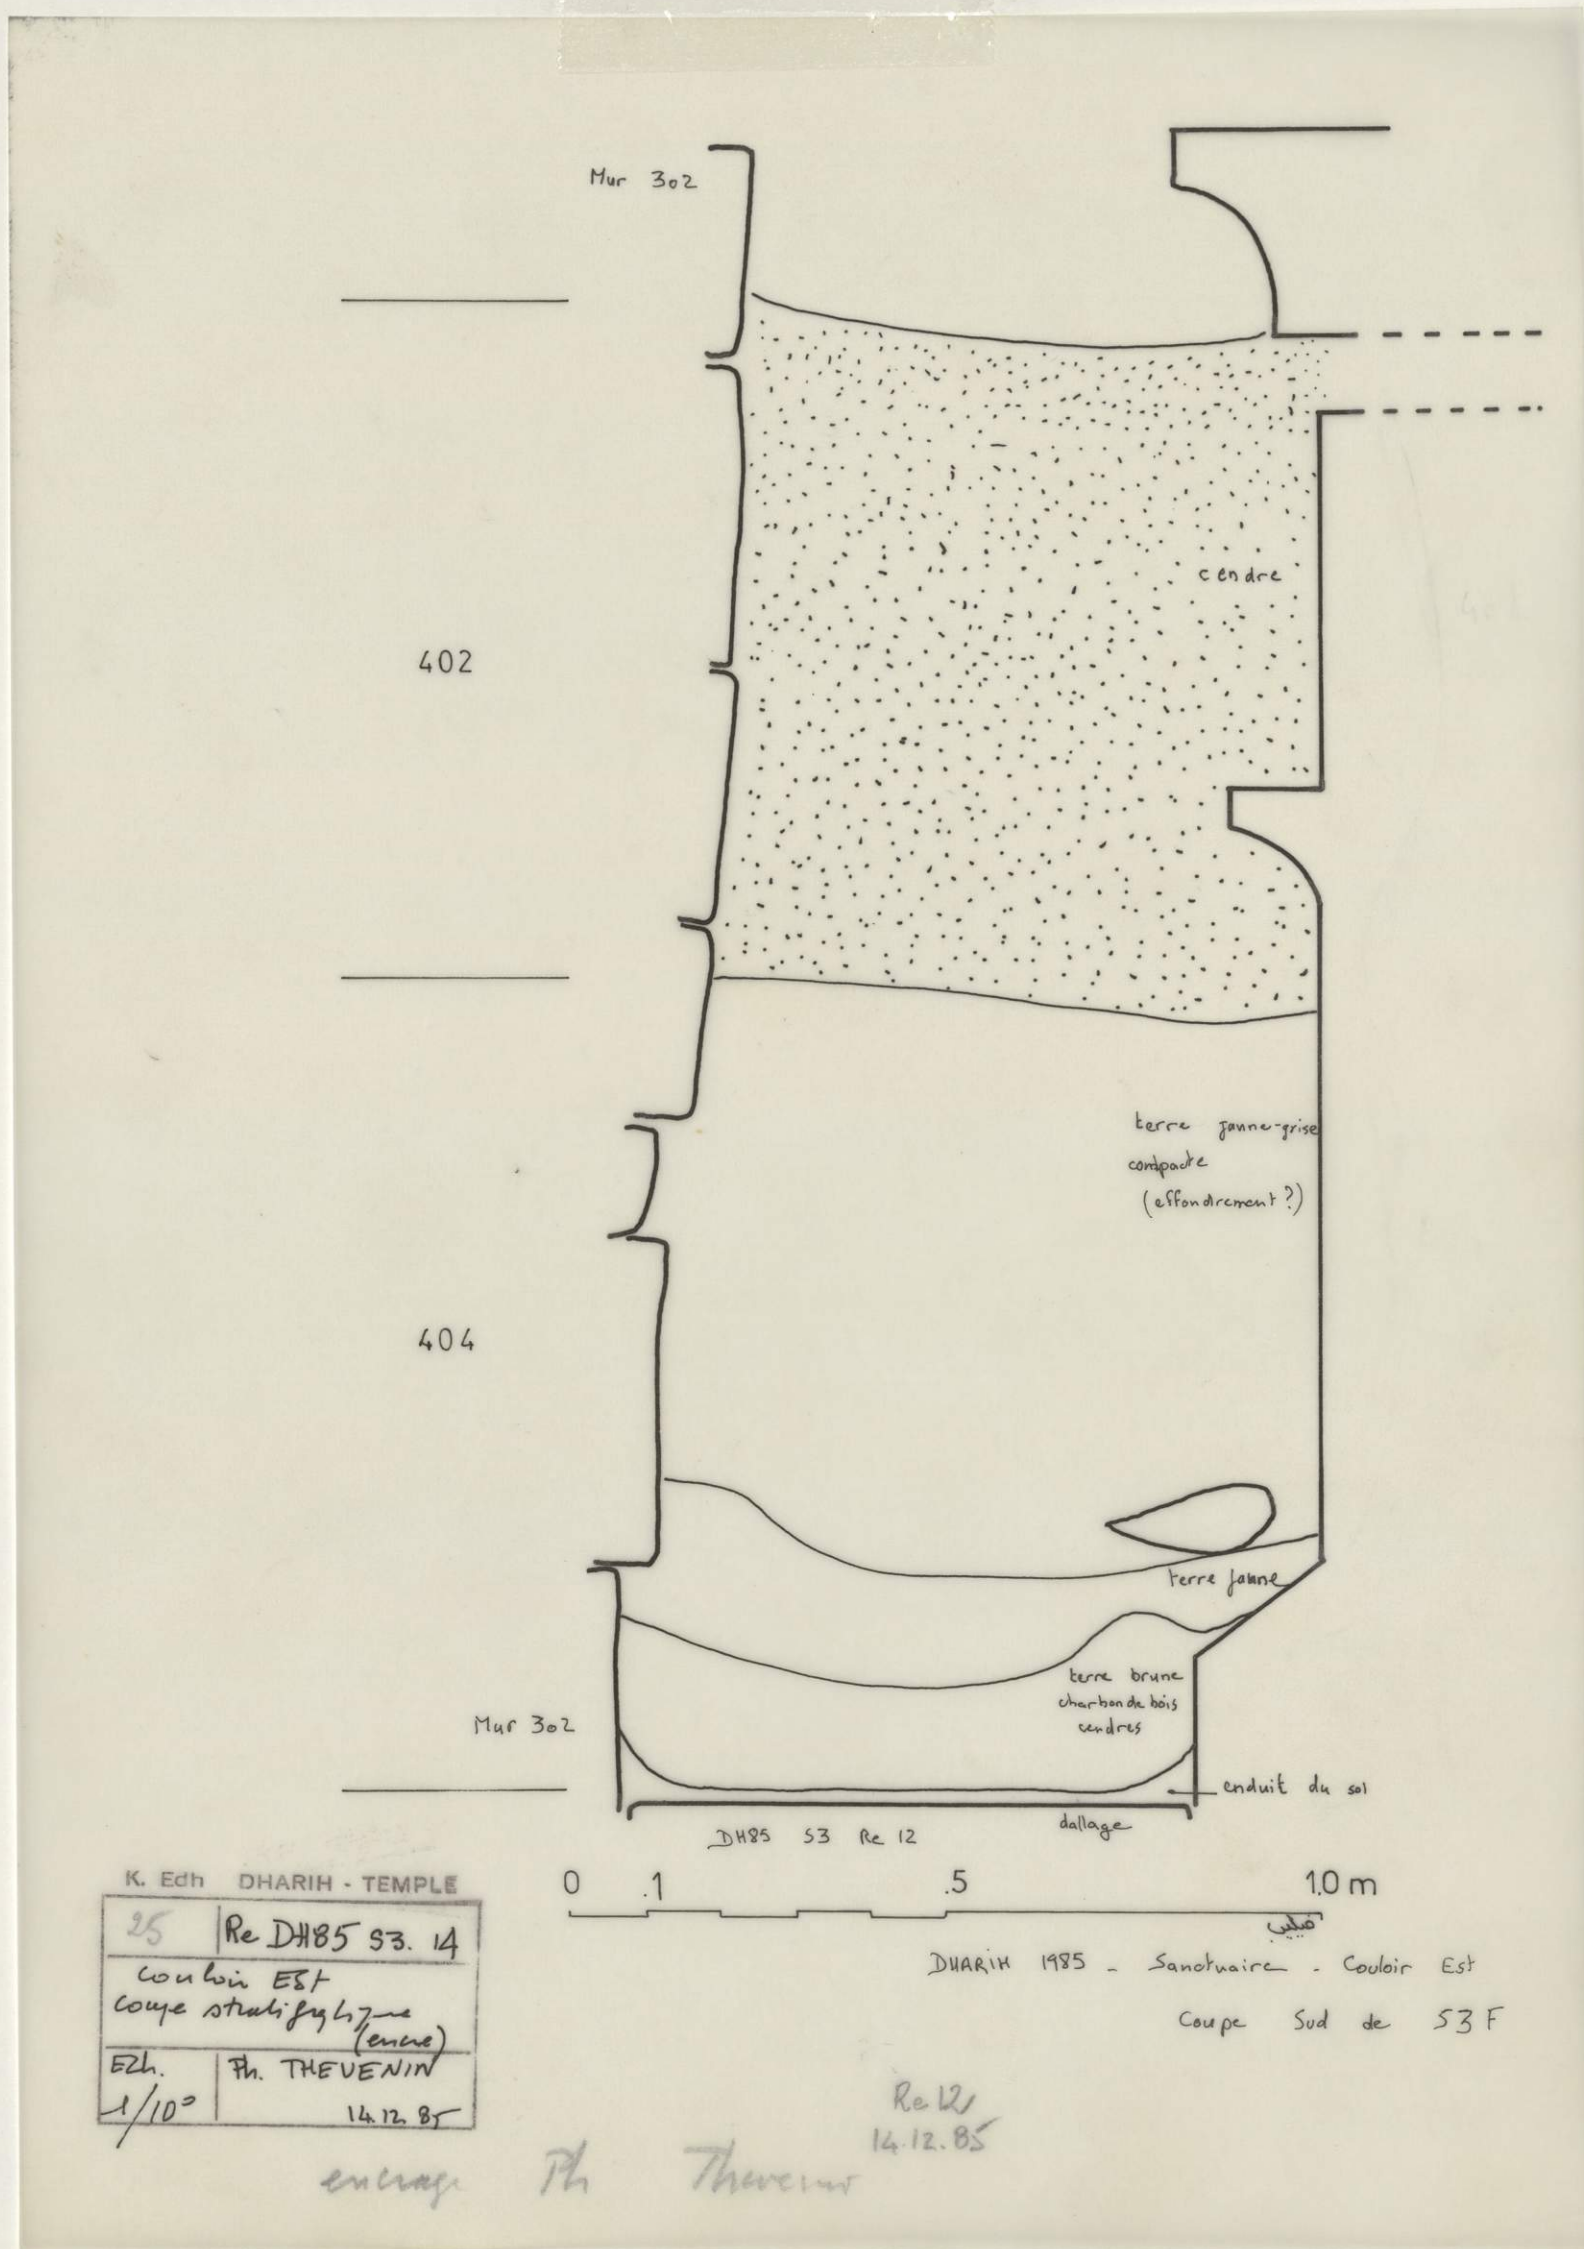 Mur 302
cendre
402
terre jaune-grise
compacte
(effondrement ?)
404
terre jaune
terre brune
charbon de bois
cendres
Mur 302
enduit du sol
dallage
DH85 S3 Re 12
0 .1 .5 1.0 m
DHARIH 1985 - Sanctuaire - Couloir Est
Coupe Sud de S3 F
K. Edh DHARIH - TEMPLE
25 Re DH85 S3. 14
Couloir Est
Coupe stratigraphique
(encre)
Ech. Ph. THEVENIN
1/10° 14.12.85
Re 12
14.12.85
encrage Ph Thevenin